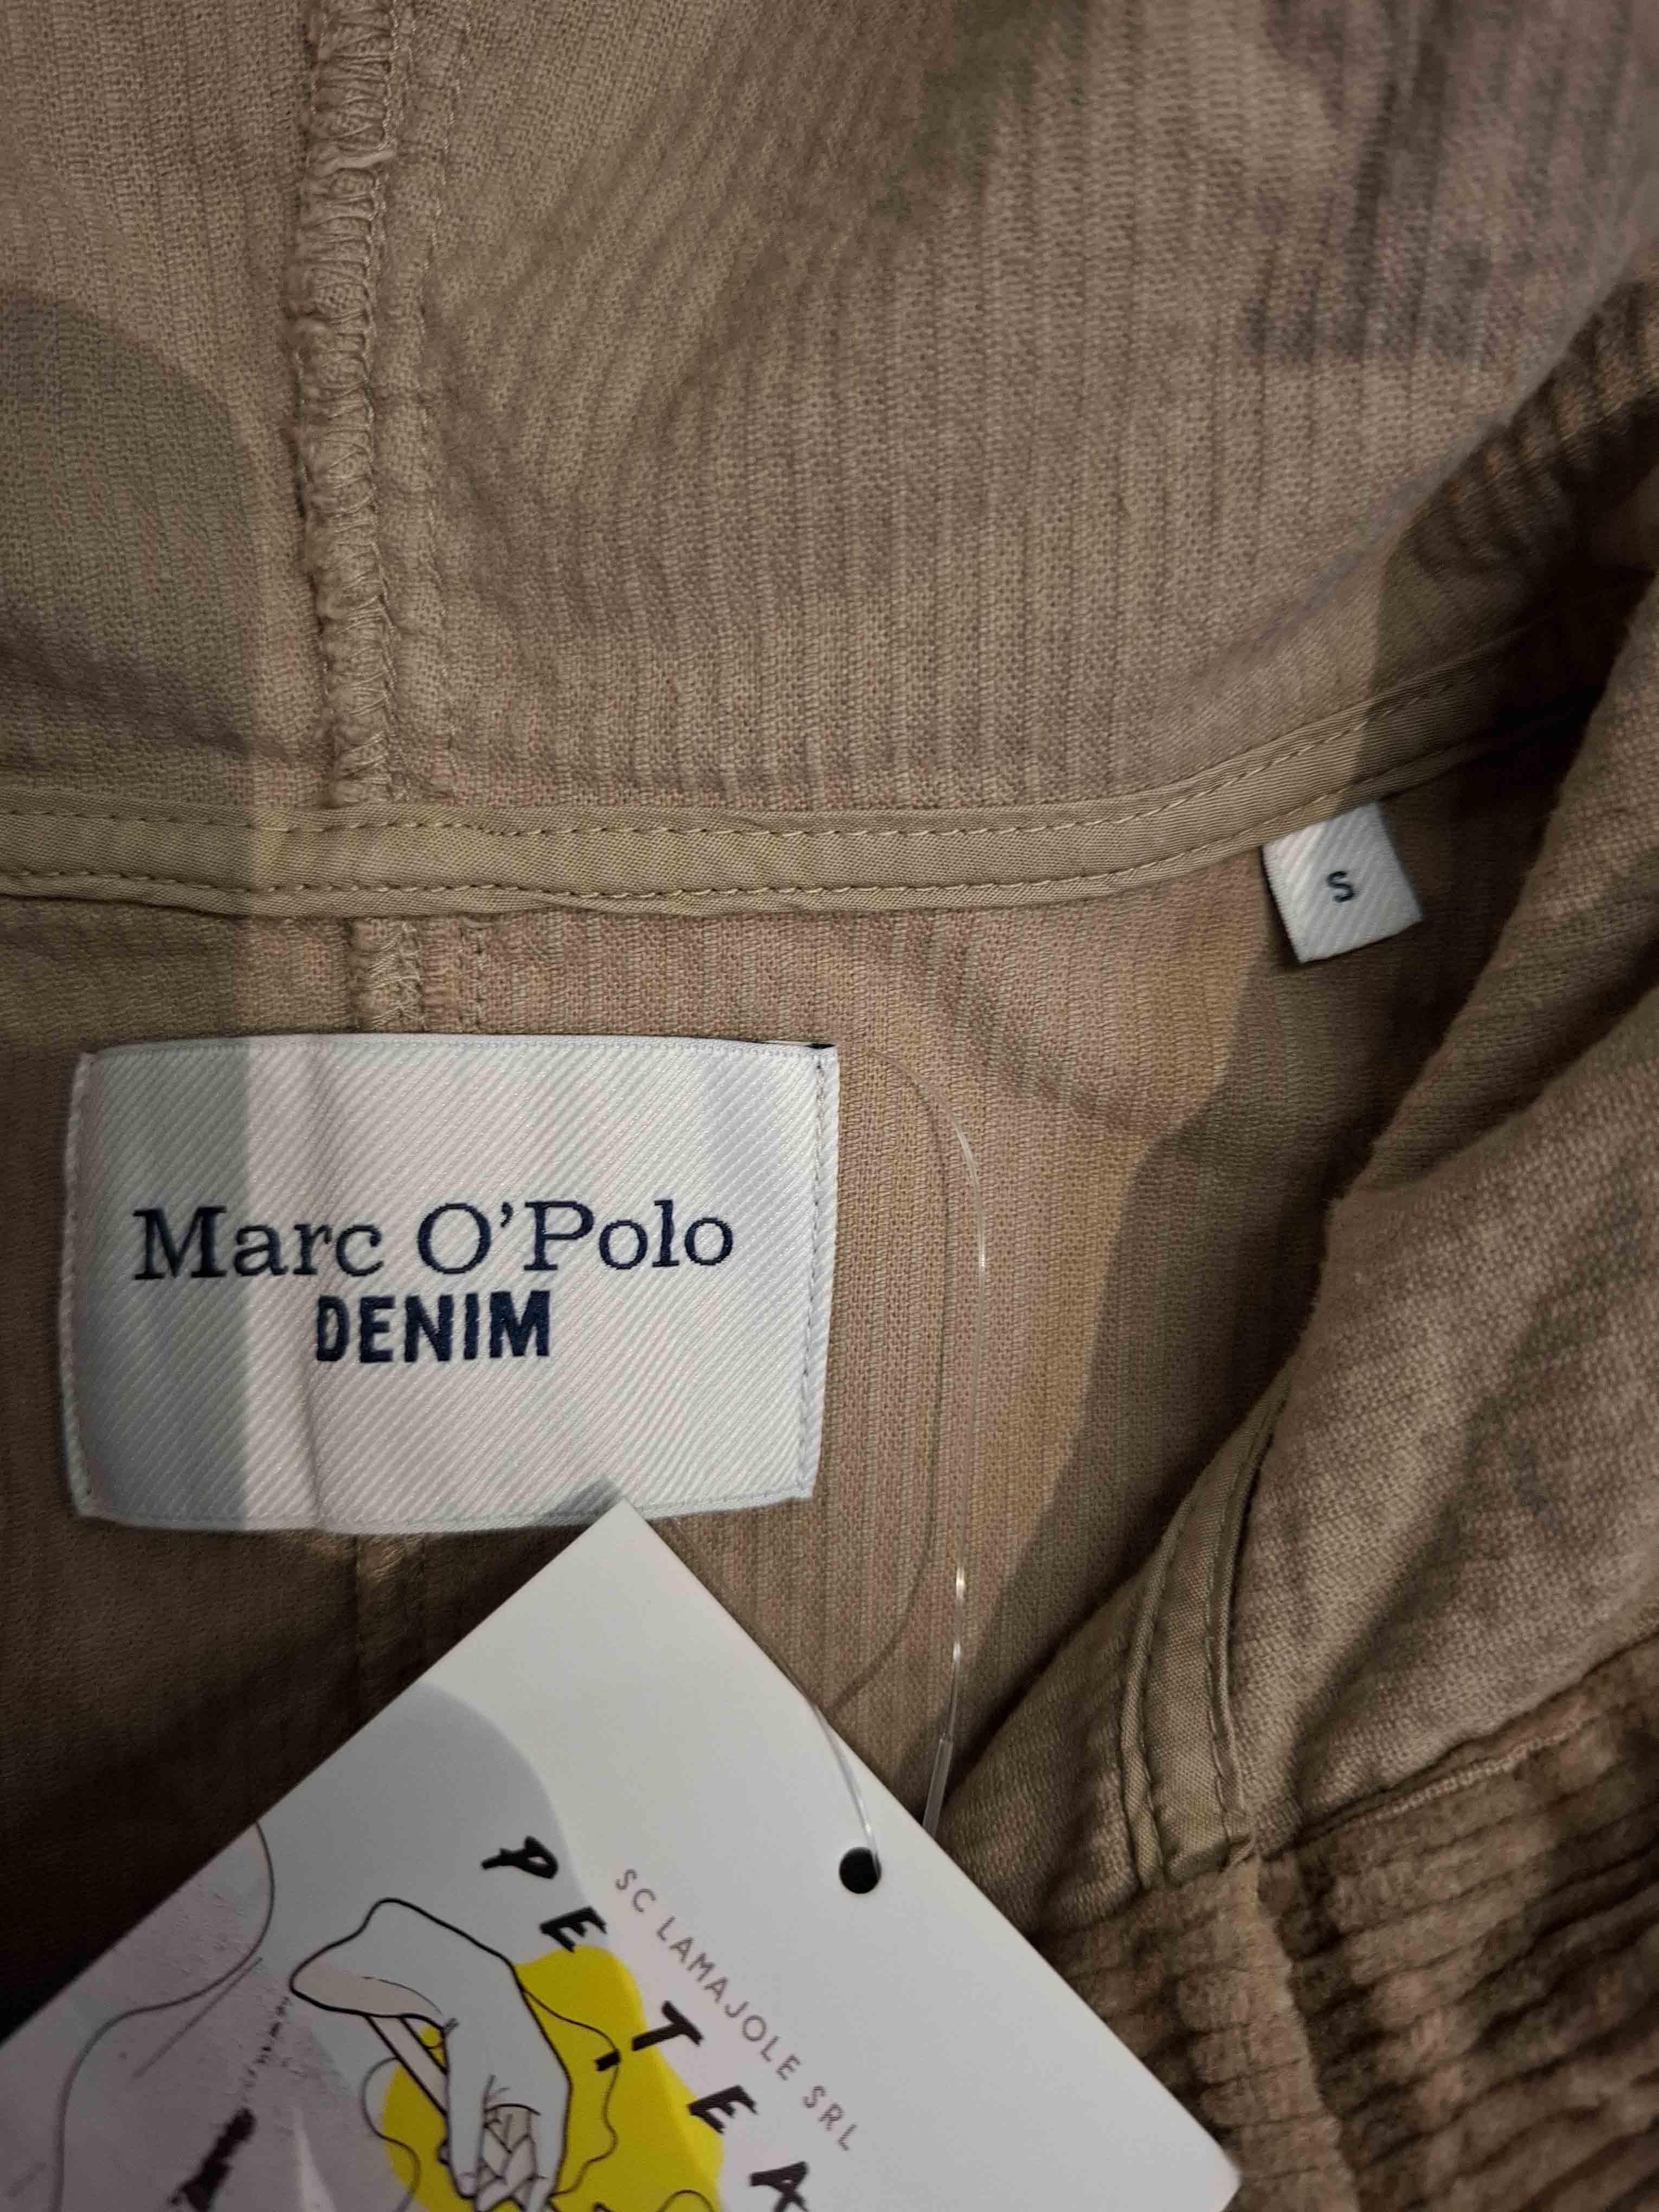 S
Marc O'Polo
DENIM
SC LAMAJOLE SRL
PETEA